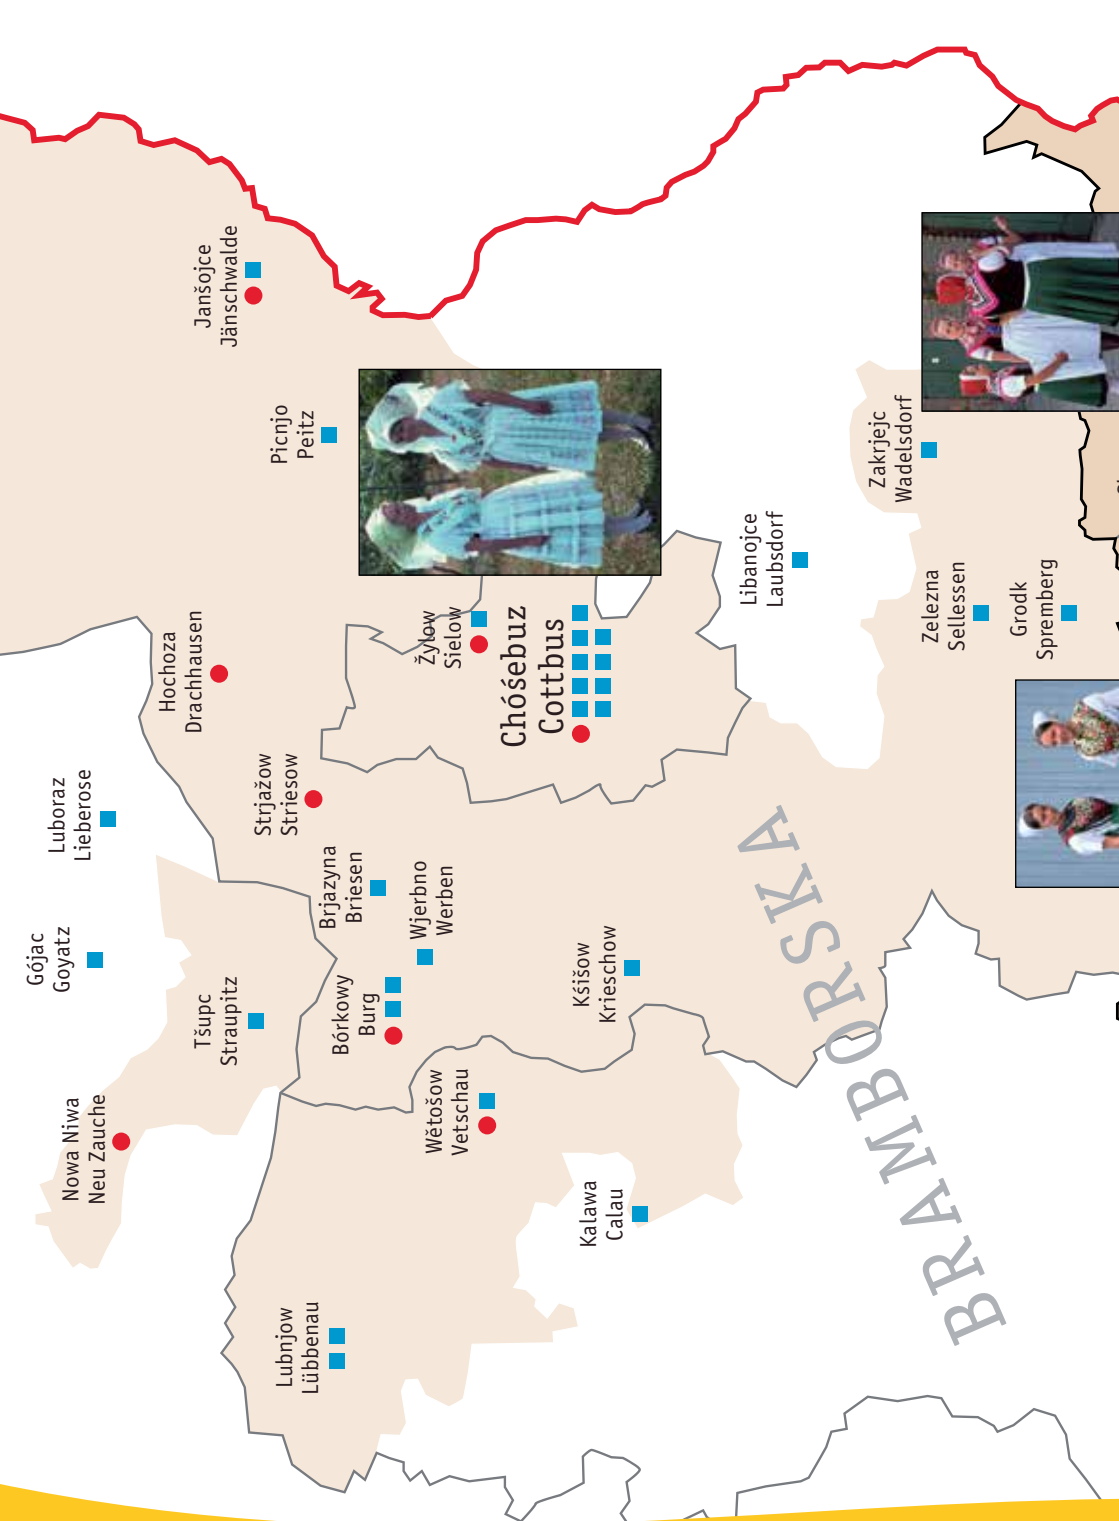 Gójac
Goyatz
Luboraz
Lieberose
Nowa Niwa
Neu Zauche
Hochoza
Drachhausen
Tšupc
Straupitz
Janšojce
Jänschwalde
Strjažow
Striesow
Picnjo
Peitz
Lubnjow
Lübbenau
Brjazyna
Briesen
Bórkowy
Burg
Wjerbno
Werben
Žylow
Sielow
Wětošow
Vetschau
Chóśebuz
Cottbus
Kśišow
Krieschow
Kalawa
Calau
Libanojce
Laubsdorf
BRAMBORSKA
Zakrjejc
Wadelsdorf
Zelezna
Sellessen
Grodk
Spremberg